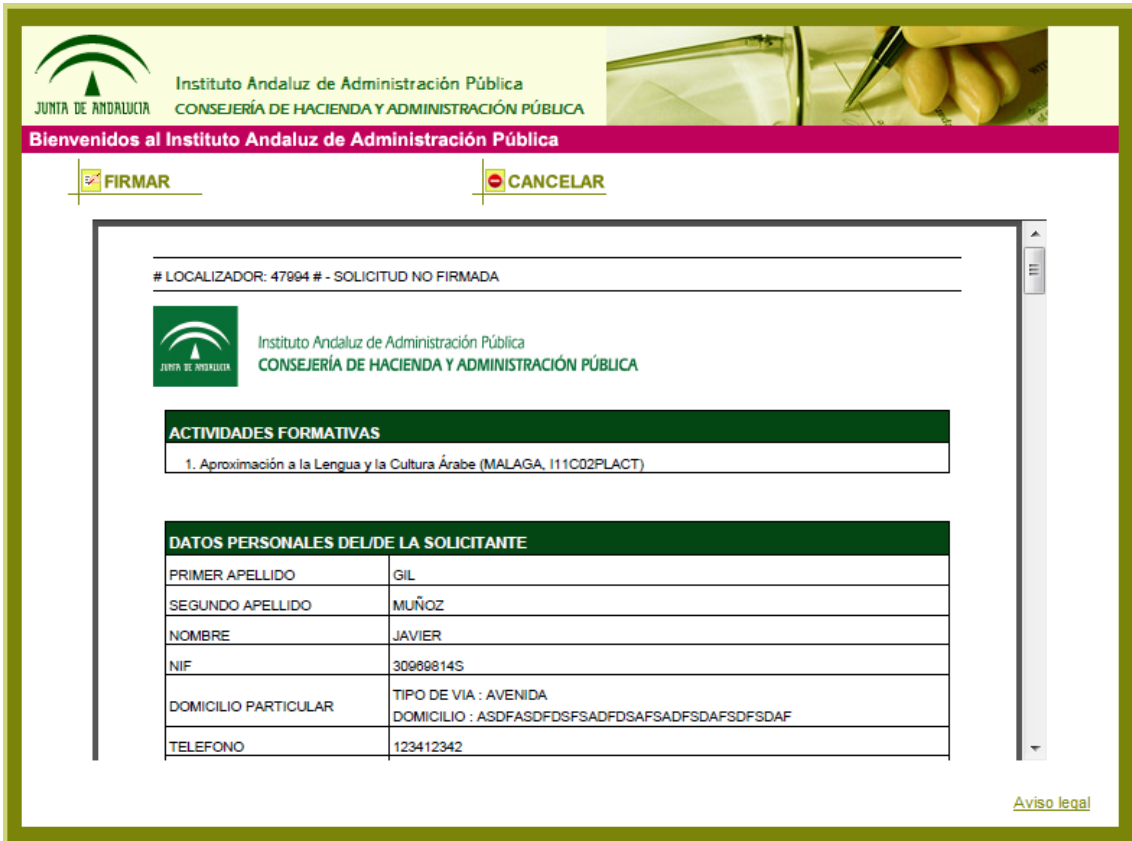 JUNTA DE ANDALUCIA
Instituto Andaluz de Administración Pública
CONSEJERÍA DE HACIENDA Y ADMINISTRACIÓN PÚBLICA
Bienvenidos al Instituto Andaluz de Administración Pública
FIRMAR
CANCELAR
# LOCALIZADOR: 47994 # - SOLICITUD NO FIRMADA
JUNTA DE ANDALUCIA
Instituto Andaluz de Administración Pública
CONSEJERÍA DE HACIENDA Y ADMINISTRACIÓN PÚBLICA
ACTIVIDADES FORMATIVAS
1. Aproximación a la Lengua y la Cultura Árabe (MALAGA, I11C02PLACT)
DATOS PERSONALES DEL/DE LA SOLICITANTE
PRIMER APELLIDO GIL
SEGUNDO APELLIDO MUÑOZ
NOMBRE JAVIER
NIF 30969814S
DOMICILIO PARTICULAR TIPO DE VIA : AVENIDA
DOMICILIO : ASDFASDFDSFSADFDSAFSADFSDAFSDFSDAF
TELEFONO 123412342
Aviso legal